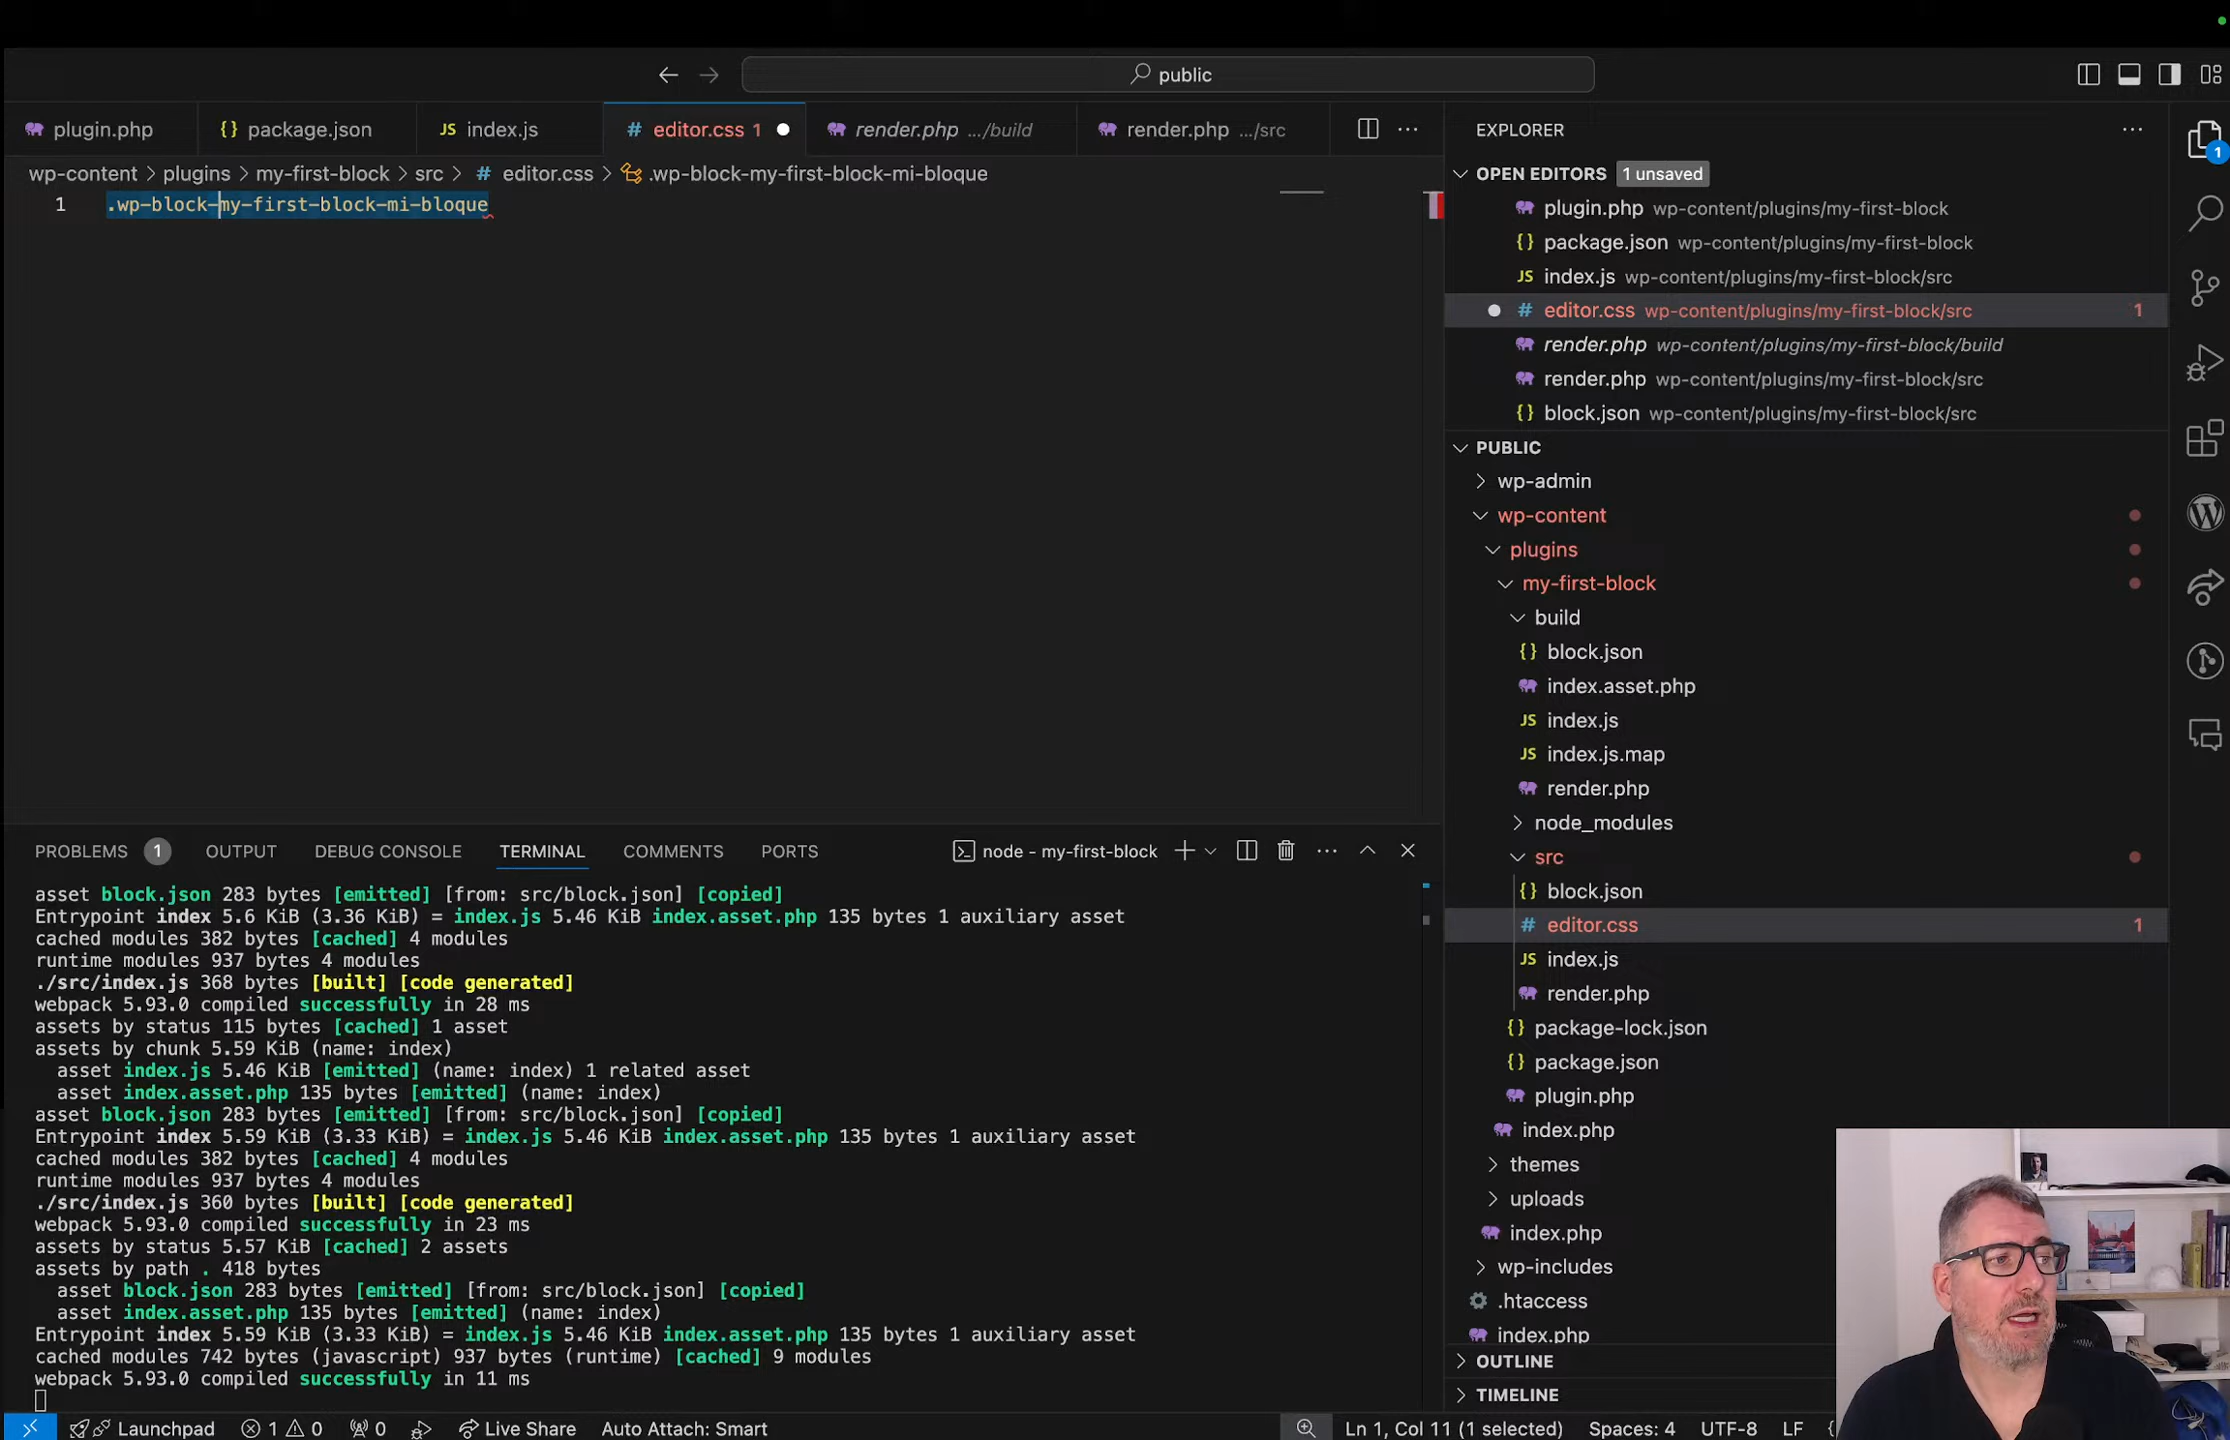 public
plugin.php
package.json
index.js
editor.css 1
render.php .../build
render.php .../src
wp-content > plugins > my-first-block > src > # editor.css > .wp-block-my-first-block-mi-bloque
1 .wp-block-my-first-block-mi-bloque
PROBLEMS 1 OUTPUT DEBUG CONSOLE TERMINAL COMMENTS PORTS node - my-first-block
asset block.json 283 bytes [emitted] [from: src/block.json] [copied]
Entrypoint index 5.6 KiB (3.36 KiB) = index.js 5.46 KiB index.asset.php 135 bytes 1 auxiliary asset
cached modules 382 bytes [cached] 4 modules
runtime modules 937 bytes 4 modules
./src/index.js 368 bytes [built] [code generated]
webpack 5.93.0 compiled successfully in 28 ms
assets by status 115 bytes [cached] 1 asset
assets by chunk 5.59 KiB (name: index)
asset index.js 5.46 KiB [emitted] (name: index) 1 related asset
asset index.asset.php 135 bytes [emitted] (name: index)
asset block.json 283 bytes [emitted] [from: src/block.json] [copied]
Entrypoint index 5.59 KiB (3.33 KiB) = index.js 5.46 KiB index.asset.php 135 bytes 1 auxiliary asset
cached modules 382 bytes [cached] 4 modules
runtime modules 937 bytes 4 modules
./src/index.js 360 bytes [built] [code generated]
webpack 5.93.0 compiled successfully in 23 ms
assets by status 5.57 KiB [cached] 2 assets
assets by path . 418 bytes
asset block.json 283 bytes [emitted] [from: src/block.json] [copied]
asset index.asset.php 135 bytes [emitted] (name: index)
Entrypoint index 5.59 KiB (3.33 KiB) = index.js 5.46 KiB index.asset.php 135 bytes 1 auxiliary asset
cached modules 742 bytes (javascript) 937 bytes (runtime) [cached] 9 modules
webpack 5.93.0 compiled successfully in 11 ms
EXPLORER
OPEN EDITORS 1 unsaved
plugin.php wp-content/plugins/my-first-block
package.json wp-content/plugins/my-first-block
index.js wp-content/plugins/my-first-block/src
editor.css wp-content/plugins/my-first-block/src 1
render.php wp-content/plugins/my-first-block/build
render.php wp-content/plugins/my-first-block/src
block.json wp-content/plugins/my-first-block/src
PUBLIC
wp-admin
wp-content
plugins
my-first-block
build
block.json
index.asset.php
index.js
index.js.map
render.php
node_modules
src
block.json
editor.css 1
index.js
render.php
package-lock.json
package.json
plugin.php
index.php
themes
uploads
index.php
wp-includes
.htaccess
index.php
OUTLINE
TIMELINE
1
Launchpad 1 0 0 Live Share Auto Attach: Smart Ln 1, Col 11 (1 selected) Spaces: 4 UTF-8 LF {